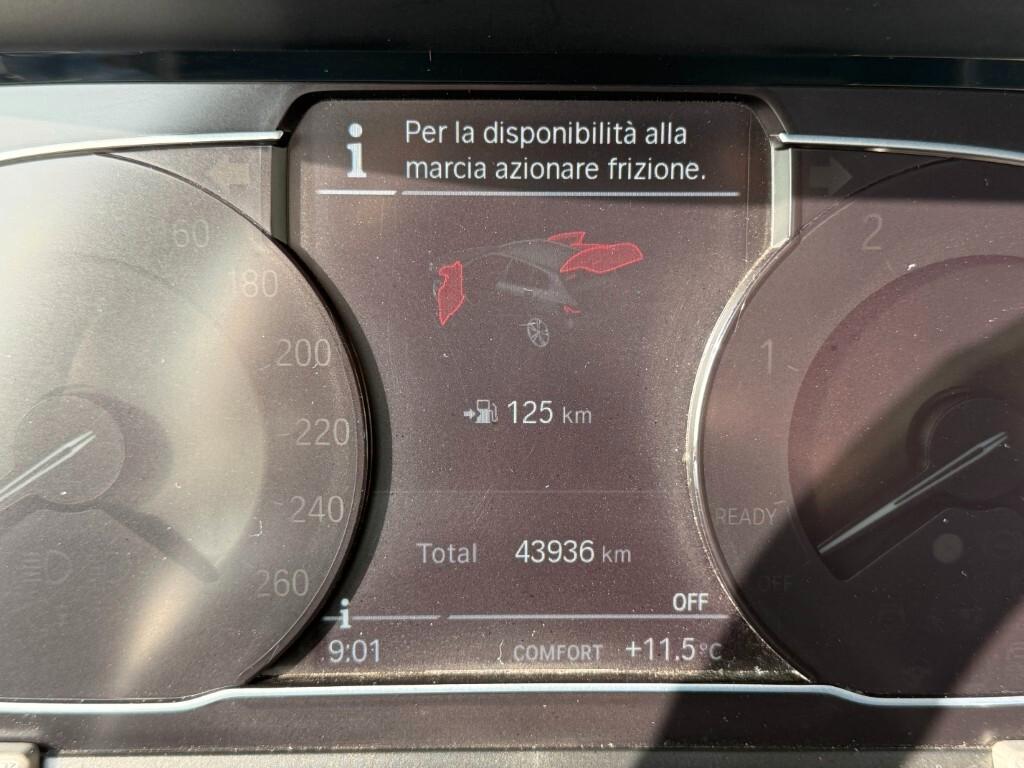 Per la disponibilità alla
marcia azionare frizione.
60
180
200
220
240
260
2
1
READY
OFF
125 km
Total 43936 km
OFF
9:01 COMFORT +11.5°C